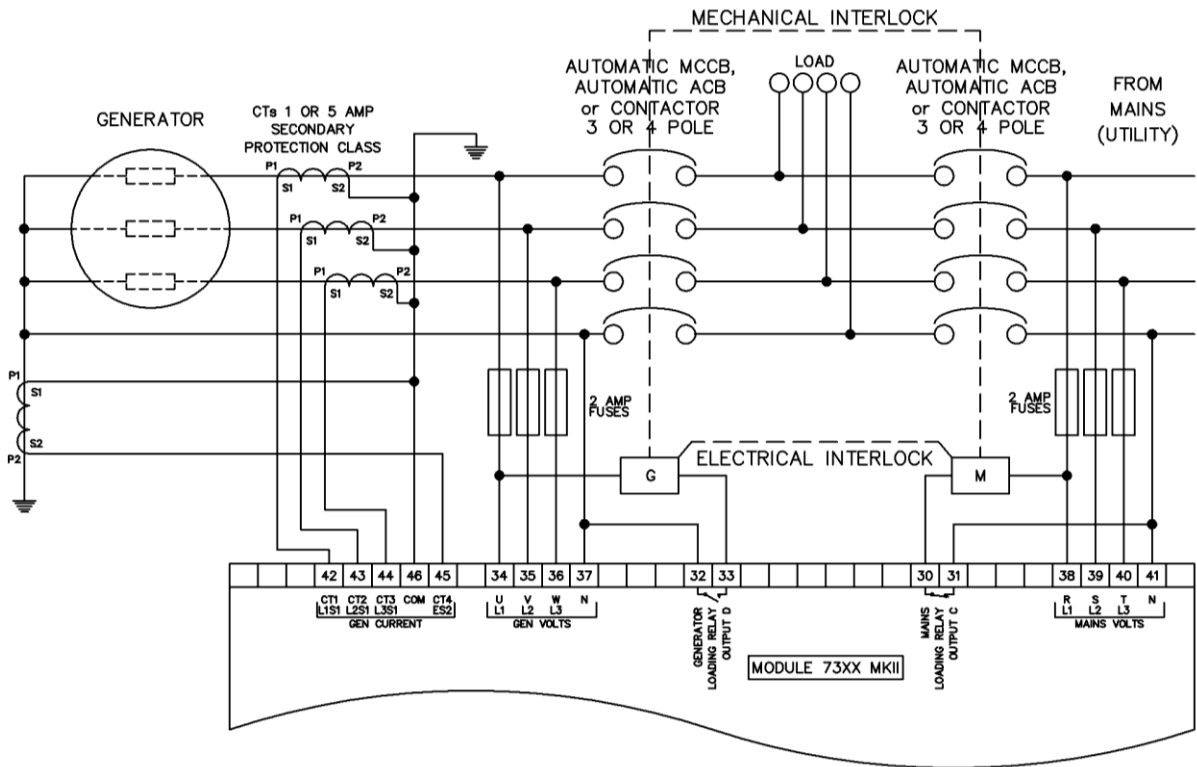 MECHANICAL INTERLOCK
AUTOMATIC MCCB,
AUTOMATIC ACB
or CONTACTOR
3 OR 4 POLE
LOAD
AUTOMATIC MCCB,
AUTOMATIC ACB
or CONTACTOR
3 OR 4 POLE
FROM
MAINS
(UTILITY)
GENERATOR
CTs 1 OR 5 AMP
SECONDARY
PROTECTION CLASS
P1 P2
S1 S2
P1 P2
S1 S2
P1 P2
S1 S2
P1
S1
S2
P2
2 AMP
FUSES
2 AMP
FUSES
ELECTRICAL INTERLOCK
G
M
42 43 44 46 45 34 35 36 37 32 33 30 31 38 39 40 41
CT1 CT2 CT3 COM CT4
L1S1 L2S1 L3S1 ES2
GEN CURRENT
U V W N
L1 L2 L3
GEN VOLTS
GENERATOR
LOADING RELAY
OUTPUT D
MAINS
LOADING RELAY
OUTPUT C
R S T N
L1 L2 L3
MAINS VOLTS
MODULE 73XX MKII